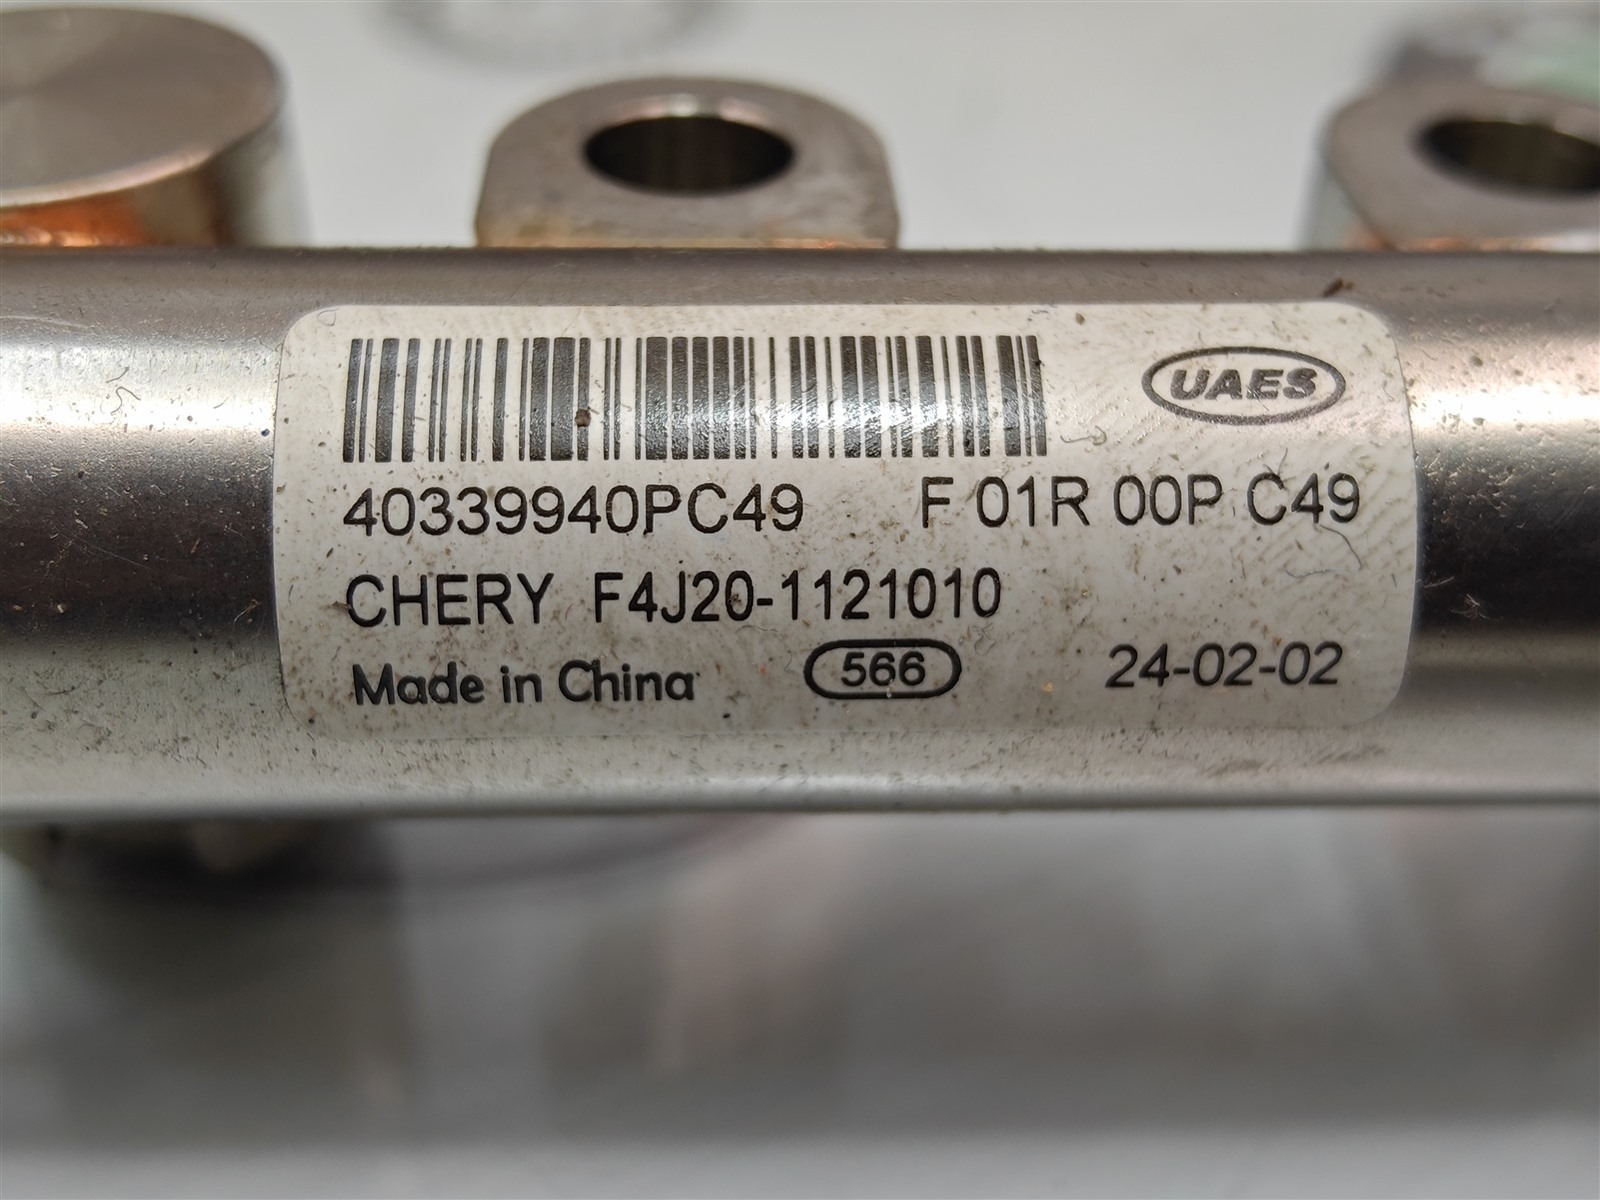 UAES
40339940PC49 F 01R 00P C49
CHERY F4J20-1121010
Made in China 566 24-02-02